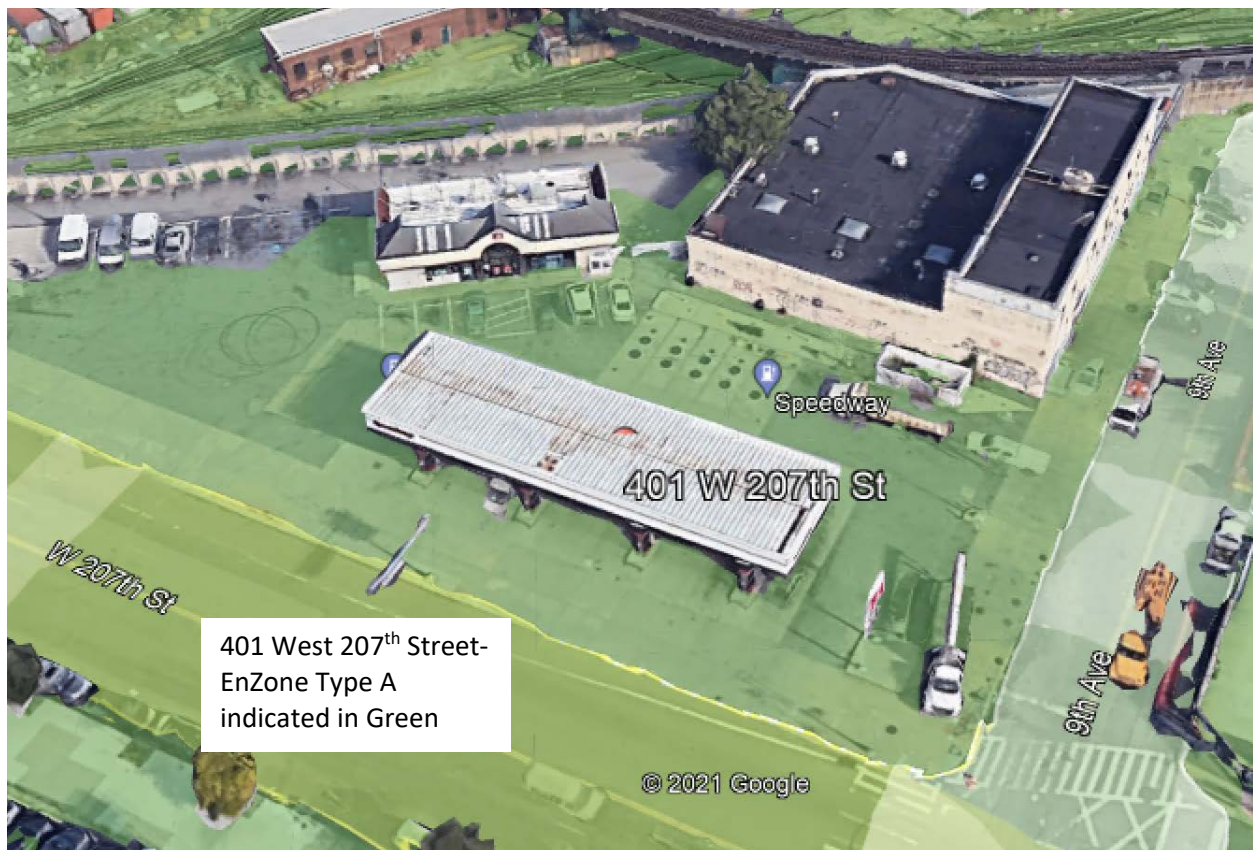 9th Ave
Speedway
401 W 207th St
W 207th St
401 West 207th Street-
EnZone Type A
indicated in Green
9th Ave
© 2021 Google